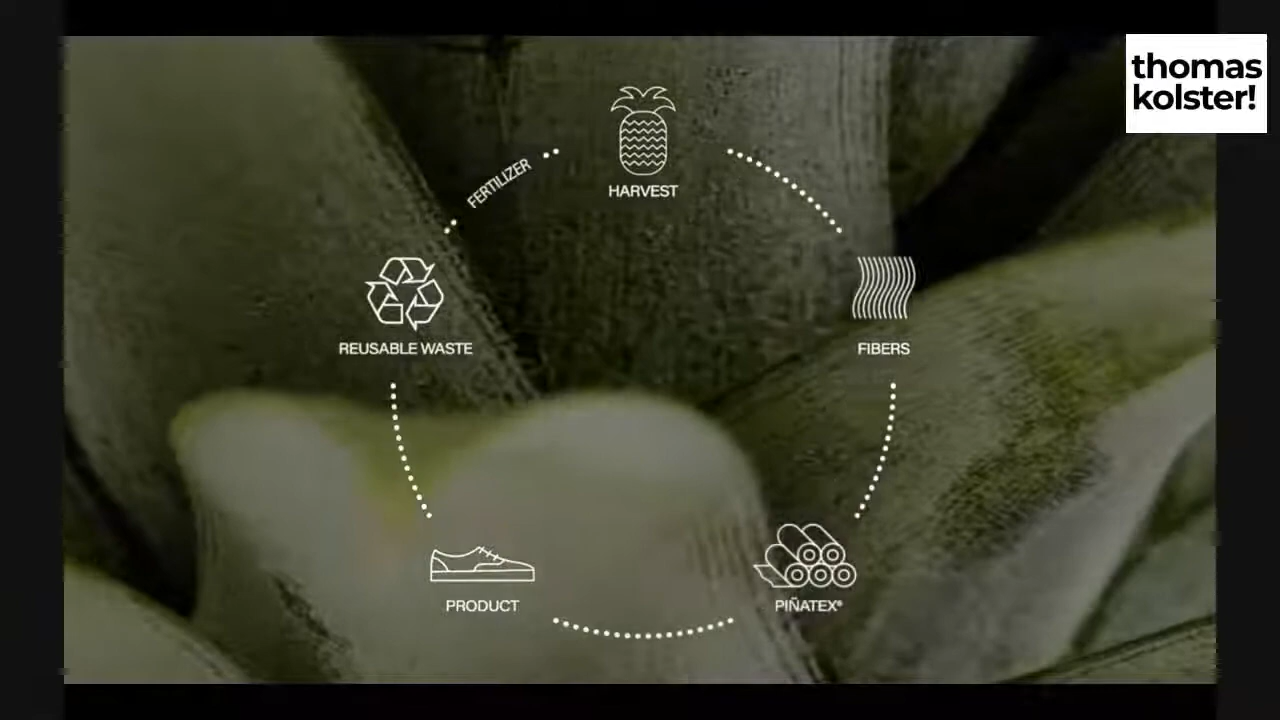 thomas
kolster!
HARVEST
FERTILIZER
REUSABLE WASTE
FIBERS
PRODUCT
PIÑATEX®